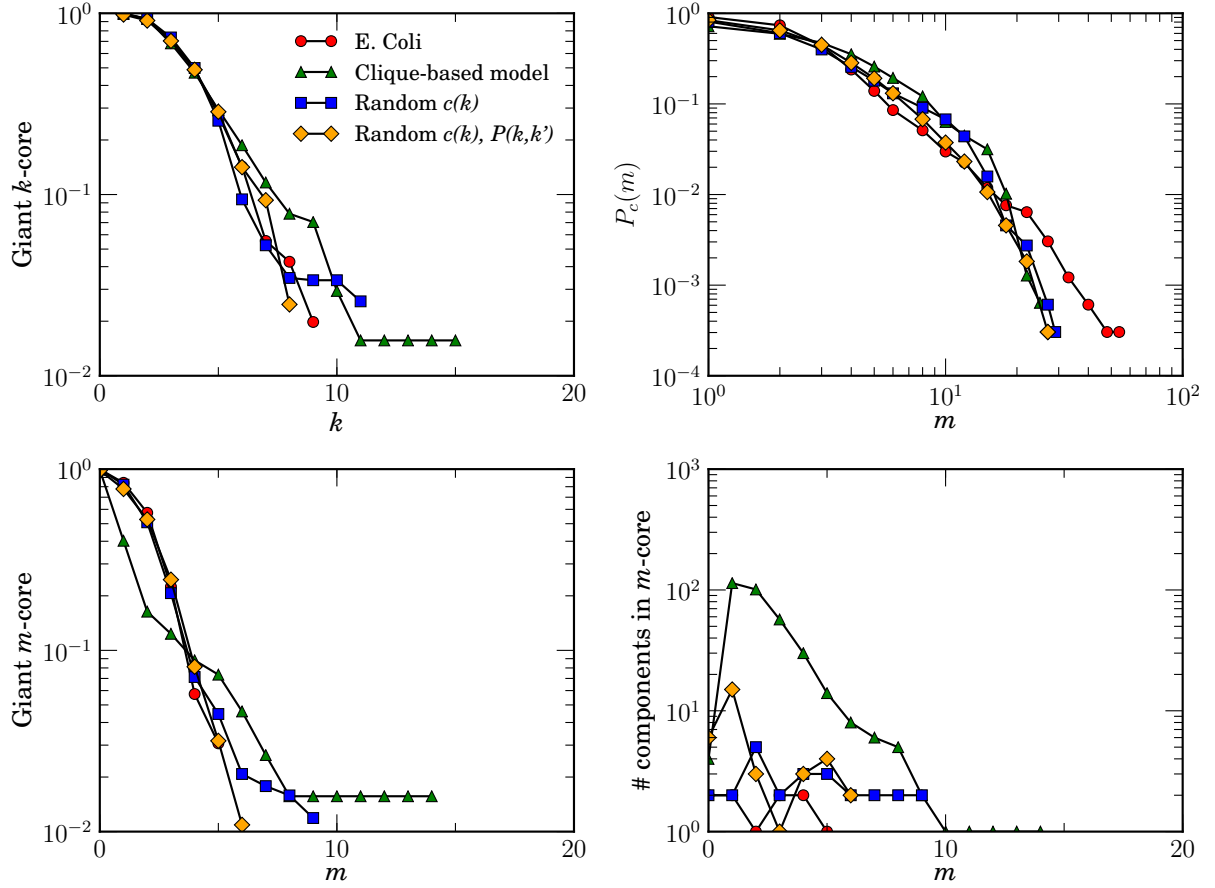 10^0
10^{-1}
10^{-2}
0
10
20
k
Giant k-core
E. Coli
Clique-based model
Random c(k)
Random c(k), P(k,k')
10^0
10^{-1}
10^{-2}
10^{-3}
10^{-4}
10^0
10^1
10^2
m
P_c(m)
10^0
10^{-1}
10^{-2}
0
10
20
m
Giant m-core
10^3
10^2
10^1
10^0
0
10
20
m
# components in m-core